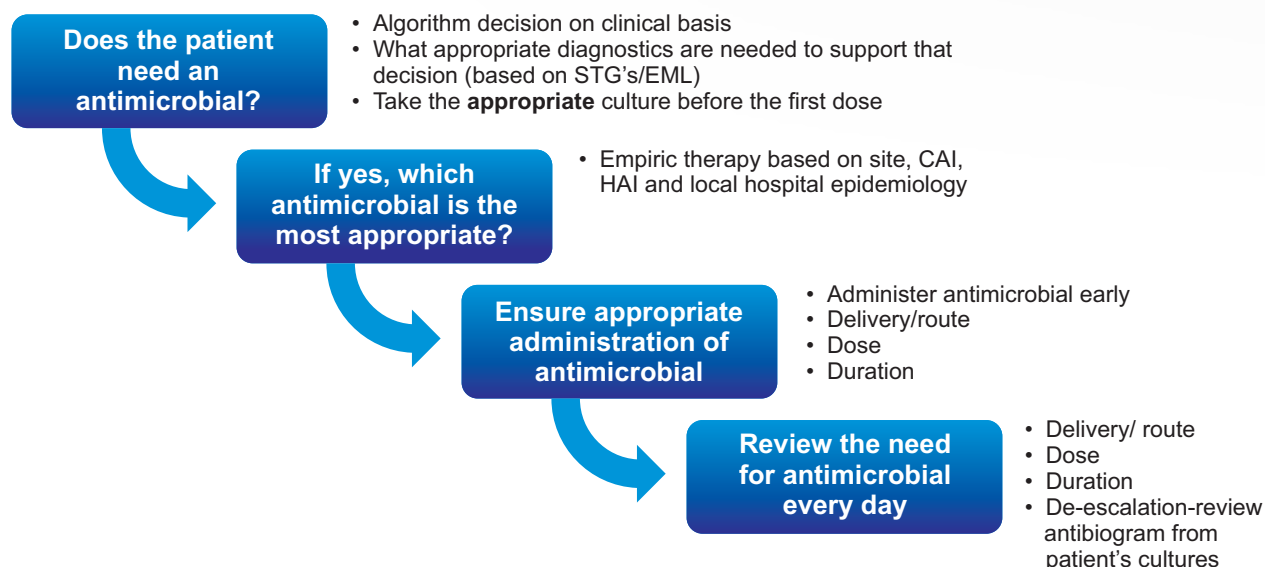 Does the patient
need an
antimicrobial?
• Algorithm decision on clinical basis
• What appropriate diagnostics are needed to support that
decision (based on STG's/EML)
• Take the appropriate culture before the first dose
If yes, which
antimicrobial is the
most appropriate?
• Empiric therapy based on site, CAI,
HAI and local hospital epidemiology
Ensure appropriate
administration of
antimicrobial
• Administer antimicrobial early
• Delivery/route
• Dose
• Duration
Review the need
for antimicrobial
every day
• Delivery/ route
• Dose
• Duration
• De-escalation-review
antibiogram from
patient's cultures